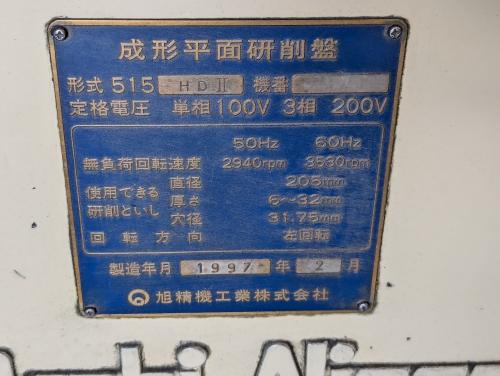 成形平面研削盤
形式 515 HDⅡ 機番
定格電圧 単相100V 3相 200V
50Hz 60Hz
無負荷回転速度 2940rpm 3530rpm
使用できる研削といし 直径 205mm
厚さ 6～32mm
穴径 31.75mm
回転方向 左回転
製造年月 1997 年 2 月
旭精機工業株式会社